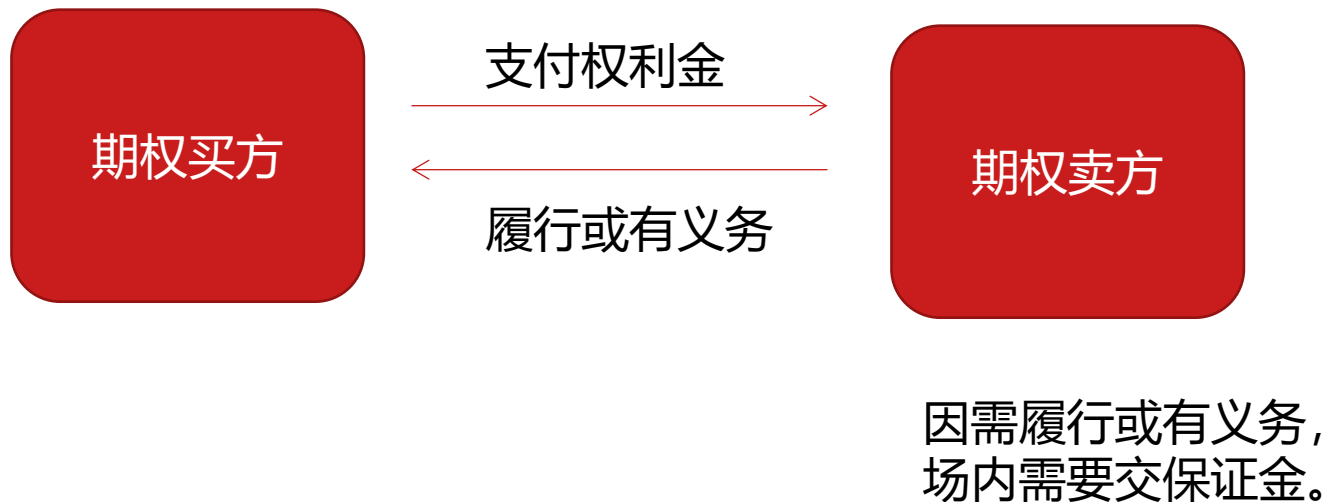 支付权利金
期权买方
期权卖方
履行或有义务
因需履行或有义务，
场内需要交保证金。